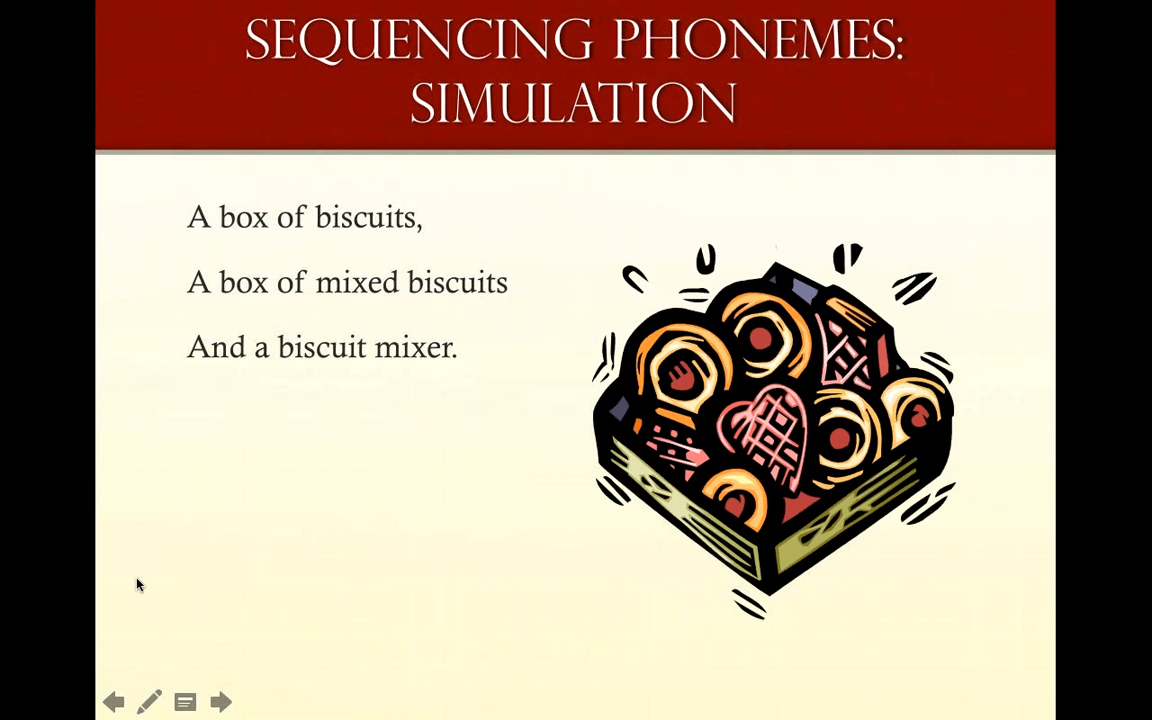 SEQUENCING PHONEMES:
SIMULATION
A box of biscuits,
A box of mixed biscuits
And a biscuit mixer.